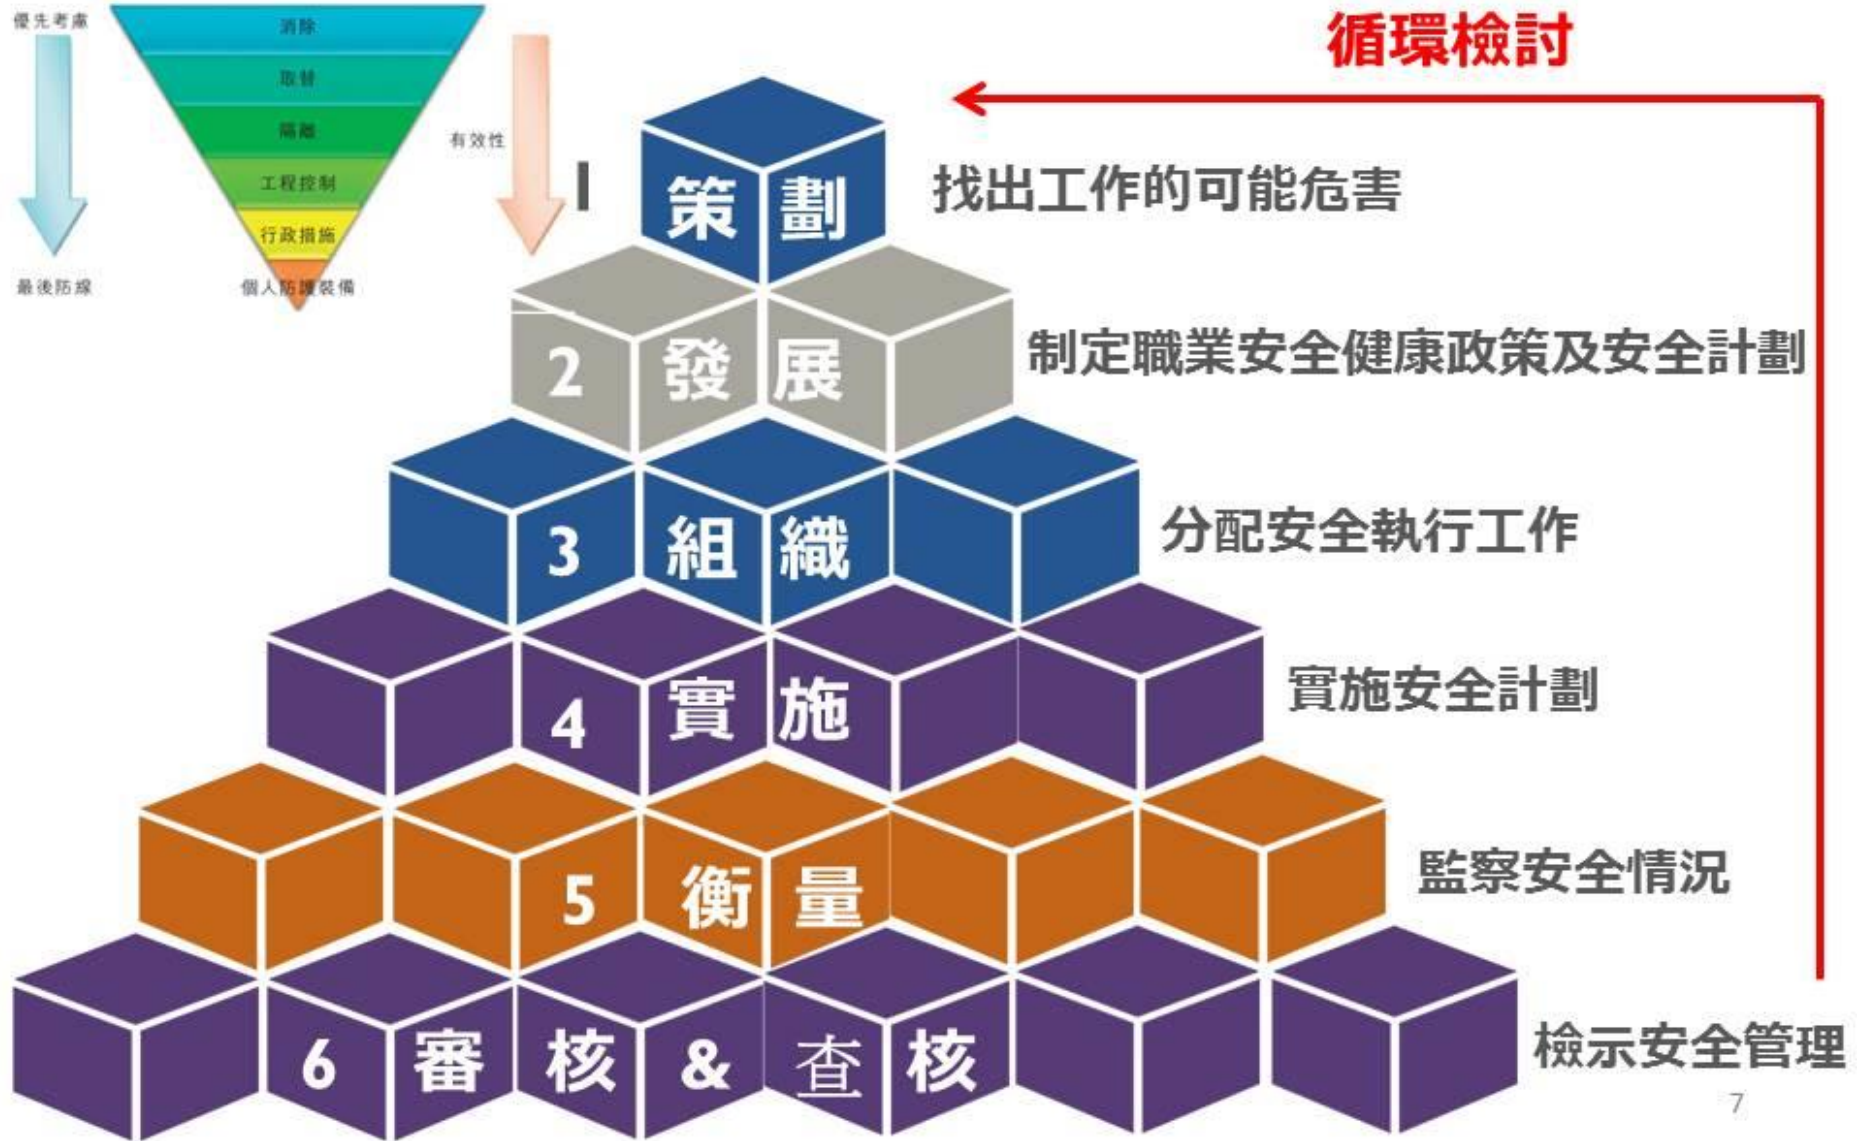 優先考慮
消除
取替
隔離
工程控制
行政措施
個人防護裝備
最後防線
有效性
循環檢討
1 策劃 找出工作的可能危害
2 發展 制定職業安全健康政策及安全計劃
3 組織 分配安全執行工作
4 實施 實施安全計劃
5 衡量 監察安全情況
6 審核 & 查核 檢示安全管理
7